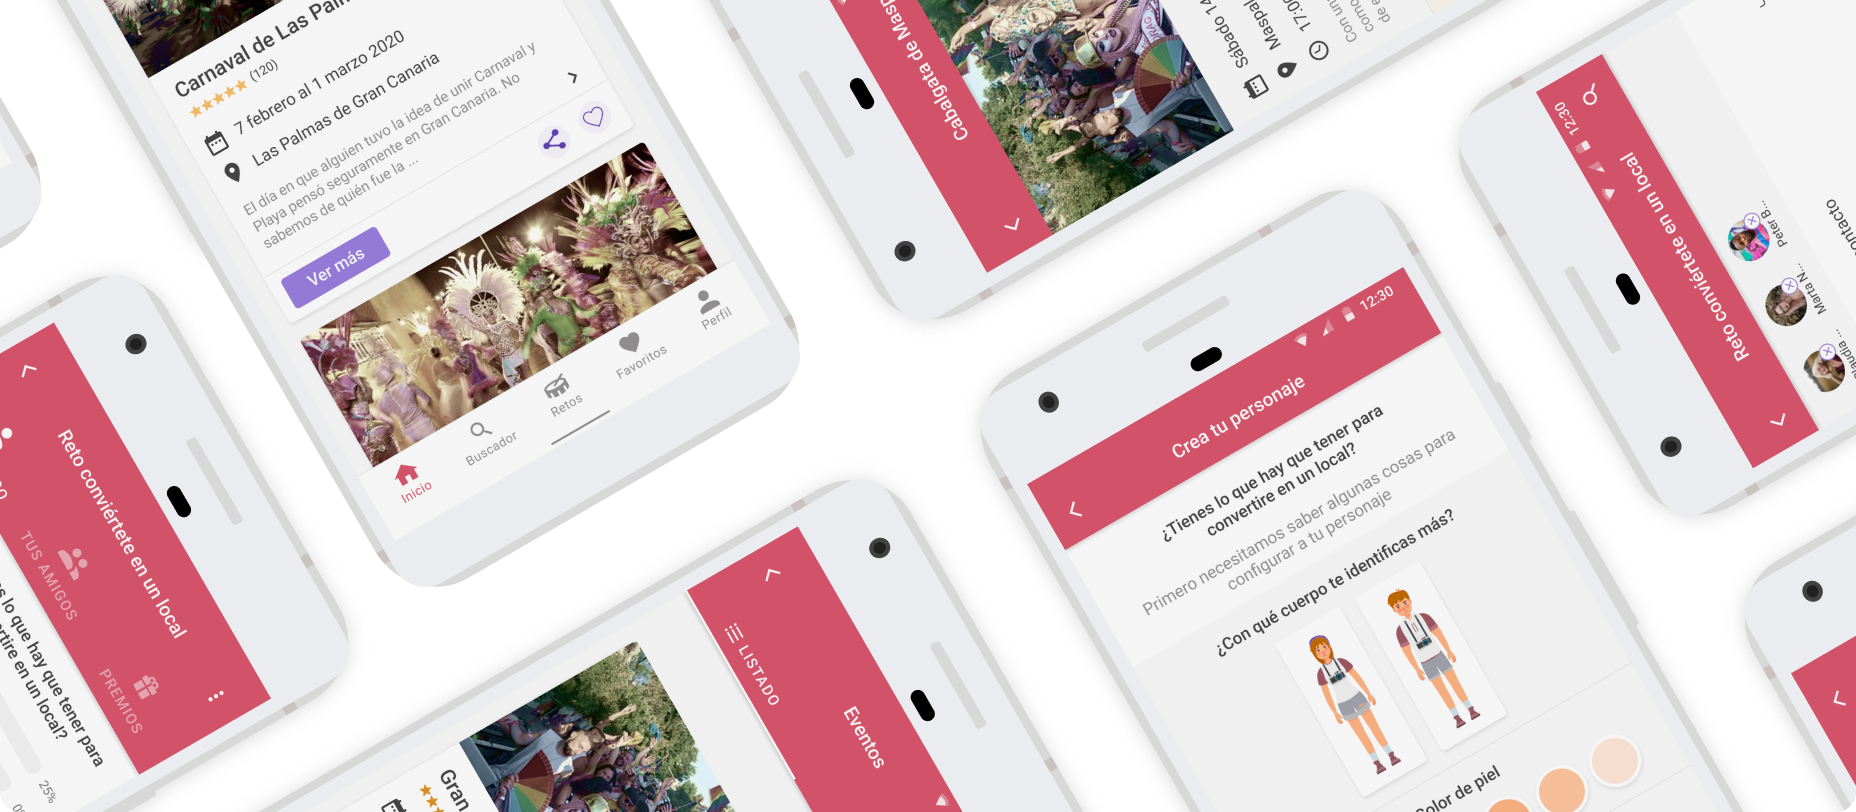 Carnaval de Las Palm
(120)
7 febrero al 1 marzo 2020
Las Palmas de Gran Canaria
El día en que alguien tuvo la idea de unir Carnaval y
Playa pensó seguramente en Gran Canaria. No
sabemos de quién fue la ...
Ver más
Inicio
Buscador
Retos
Favoritos
Perfil
Reto conviértete en un local
TUS AMIGOS
PREMIOS
s lo que hay que tener para
ertire en un local?
25%
Cabalgata de Masp
Sábado 14
Maspal
17:00
Con un
como
de e
LISTADO
Eventos
Gran
12:30
Crea tu personaje
¿Tienes lo que hay que tener para
convertire en un local?
Primero necesitamos saber algunas cosas para
configurar a tu personaje
¿Con qué cuerpo te identificas más?
Color de piel
12:30
Reto conviértete en un local
Peter B...
Marta N...
laudia ...
ontacto